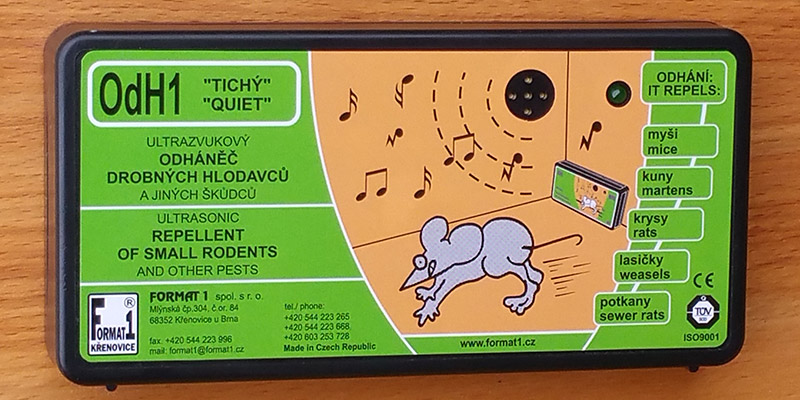 OdH1 "TICHÝ"
"QUIET"
ULTRAZVUKOVÝ
ODHÁNĚČ
DROBNÝCH HLODAVCŮ
A JINÝCH ŠKŮDCŮ
ULTRASONIC
REPELLENT
OF SMALL RODENTS
AND OTHER PESTS
FORMAT 1 ®
KŘENOVICE
FORMAT 1 spol. s r. o.
Mlýnská čp.304, č.or. 84
68352 Křenovice u Brna
fax. +420 544 223 996
mail: format1@format1.cz
tel./ phone:
+420 544 223 265
+420 544 223 668
+420 603 253 728
Made in Czech Republic
www.format1.cz
ODHÁNÍ:
IT REPELS:
myši
mice
kuny
martens
krysy
rats
lasičky
weasels
potkany
sewer rats
CE
TÜV
ISO9001